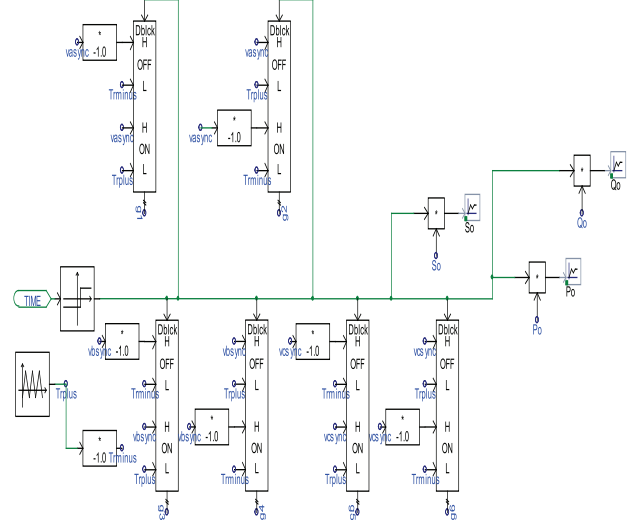 Dblck
vasync
*
-1.0
H
OFF
Trminus
L
vasync
H
ON
Trplus
L
Dblck
vasync
H
OFF
Trplus
L
vasync
*
-1.0
H
ON
Trminus
L
g2
*
Qo
Qo
*
So
So
*
Po
Po
TIME
Dblck
vbsync
*
-1.0
H
OFF
Trminus
L
vbsync
H
ON
Trplus
L
Dblck
vbsync
H
OFF
Trplus
L
vbsync
*
-1.0
H
ON
Trminus
L
g4
Dblck
vcsync
*
-1.0
H
OFF
Trminus
L
vcsync
H
ON
Trplus
L
Dblck
vcsync
H
OFF
Trplus
L
vcsync
*
-1.0
H
ON
Trminus
L
g6
Trplus
*
-1.0
Trminus